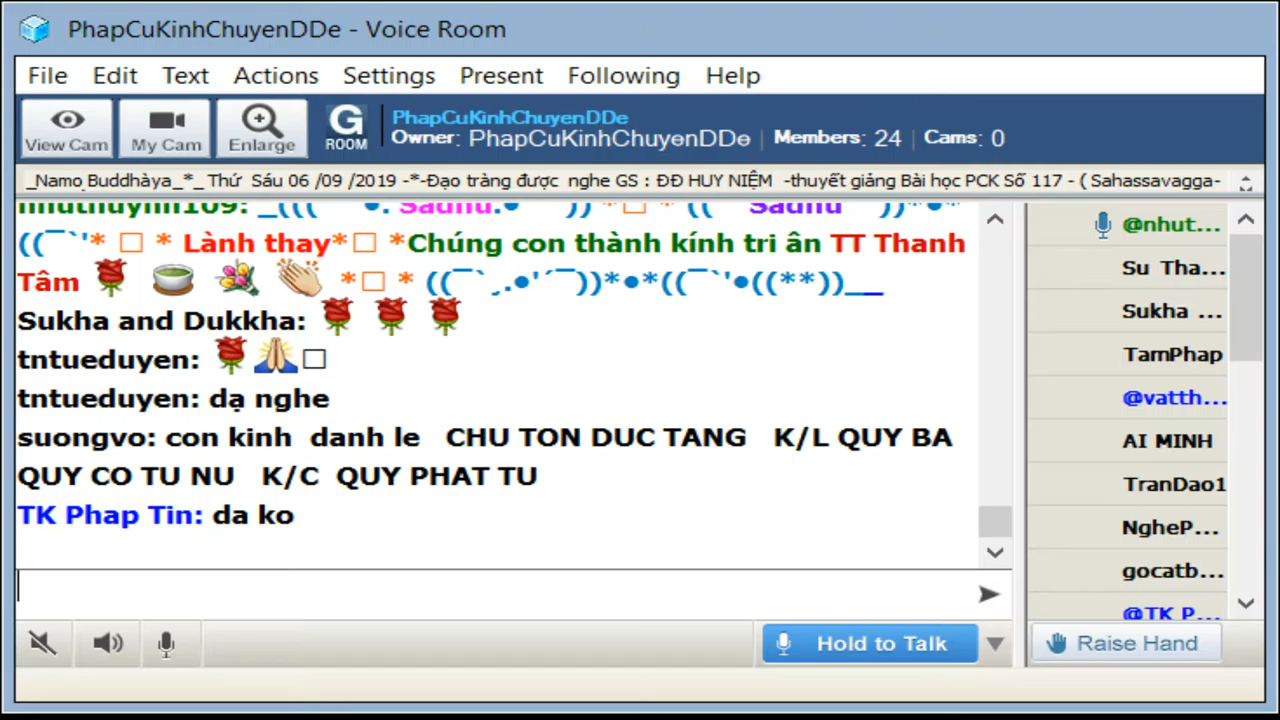 PhapCuKinhChuyenDDe - Voice Room
File Edit Text Actions Settings Present Following Help
View Cam My Cam Enlarge G ROOM
PhapCuKinhChuyenDDe
Owner: PhapCuKinhChuyenDDe | Members: 24 | Cams: 0
_Namo_Buddhàya_*_ Thứ Sáu 06 /09 /2019 -*-Đạo tràng được nghe GS : ĐĐ HUY NIỆM -thuyết giảng Bài học PCK Số 117 - ( Sahassavagga-
nhuthuynh109: _(((¯ ¯●. Sadhu.●¯ ¯)) *□ * ((¯ ¯Sadhu¯ ¯))*●*
((¯`'* □ * Lành thay*□ *Chúng con thành kính tri ân TT Thanh
Tâm 🌹 🍵 💐 👏 *□ * ((¯`¸.●'´¯))*●*((¯`'●((**))__
Sukha and Dukkha: 🌹 🌹 🌹
tntueduyen: 🌹🙏□
tntueduyen: dạ nghe
suongvo: con kinh danh le CHU TON DUC TANG K/L QUY BA
QUY CO TU NU K/C QUY PHAT TU
TK Phap Tin: da ko
@nhut...
Su Tha...
Sukha ...
TamPhap
@vatth...
AI MINH
TranDao1
NgheP...
gocatb...
@TK P...
Hold to Talk
Raise Hand